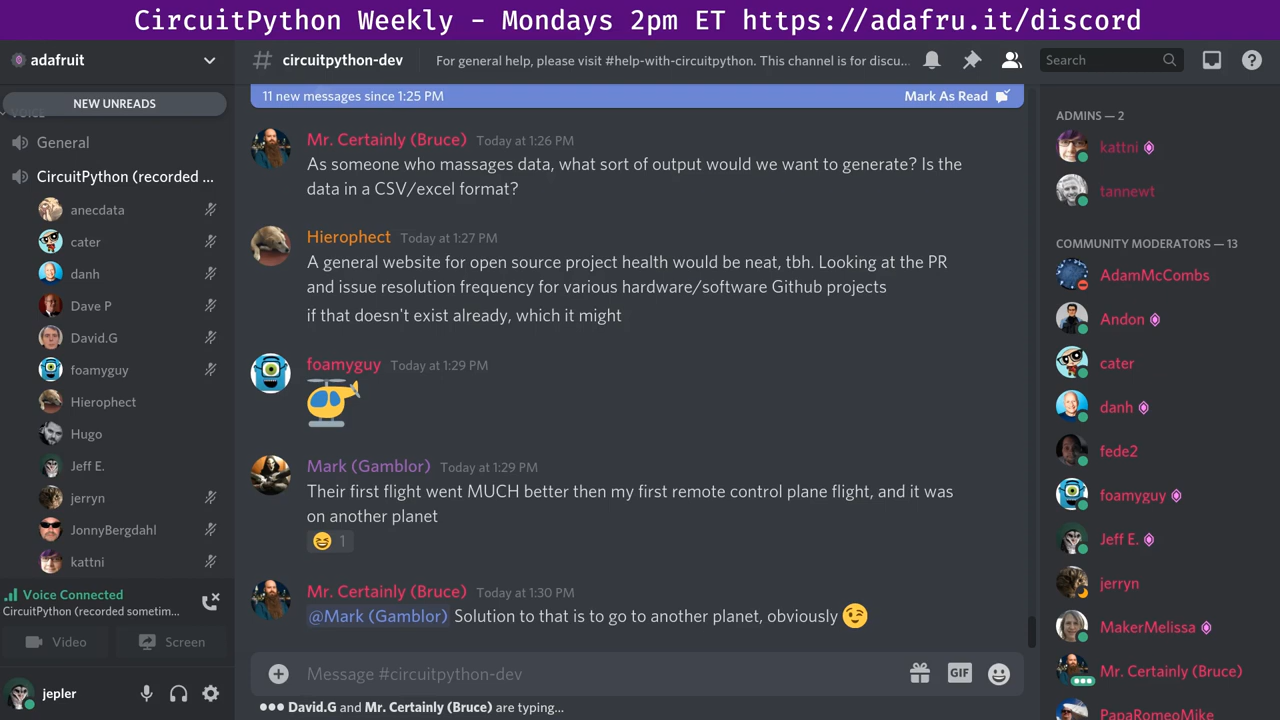 CircuitPython Weekly - Mondays 2pm ET https://adafru.it/discord
adafruit
NEW UNREADS
VOICE
General
CircuitPython (recorded ...
anecdata
cater
danh
Dave P
David.G
foamyguy
Hierophect
Hugo
Jeff E.
jerryn
JonnyBergdahl
kattni
Voice Connected
CircuitPython (recorded sometim...
Video
Screen
jepler
# circuitpython-dev
For general help, please visit #help-with-circuitpython. This channel is for discu...
Search
11 new messages since 1:25 PM
Mark As Read
Mr. Certainly (Bruce) Today at 1:26 PM
As someone who massages data, what sort of output would we want to generate? Is the
data in a CSV/excel format?
Hierophect Today at 1:27 PM
A general website for open source project health would be neat, tbh. Looking at the PR
and issue resolution frequency for various hardware/software Github projects
if that doesn't exist already, which it might
foamyguy Today at 1:29 PM
Mark (Gamblor) Today at 1:29 PM
Their first flight went MUCH better then my first remote control plane flight, and it was
on another planet
1
Mr. Certainly (Bruce) Today at 1:30 PM
@Mark (Gamblor) Solution to that is to go to another planet, obviously
Message #circuitpython-dev
GIF
David.G and Mr. Certainly (Bruce) are typing...
ADMINS — 2
kattni
tannewt
COMMUNITY MODERATORS — 13
AdamMcCombs
Andon
cater
danh
fede2
foamyguy
Jeff E.
jerryn
MakerMelissa
Mr. Certainly (Bruce)
PapaRomeoMike